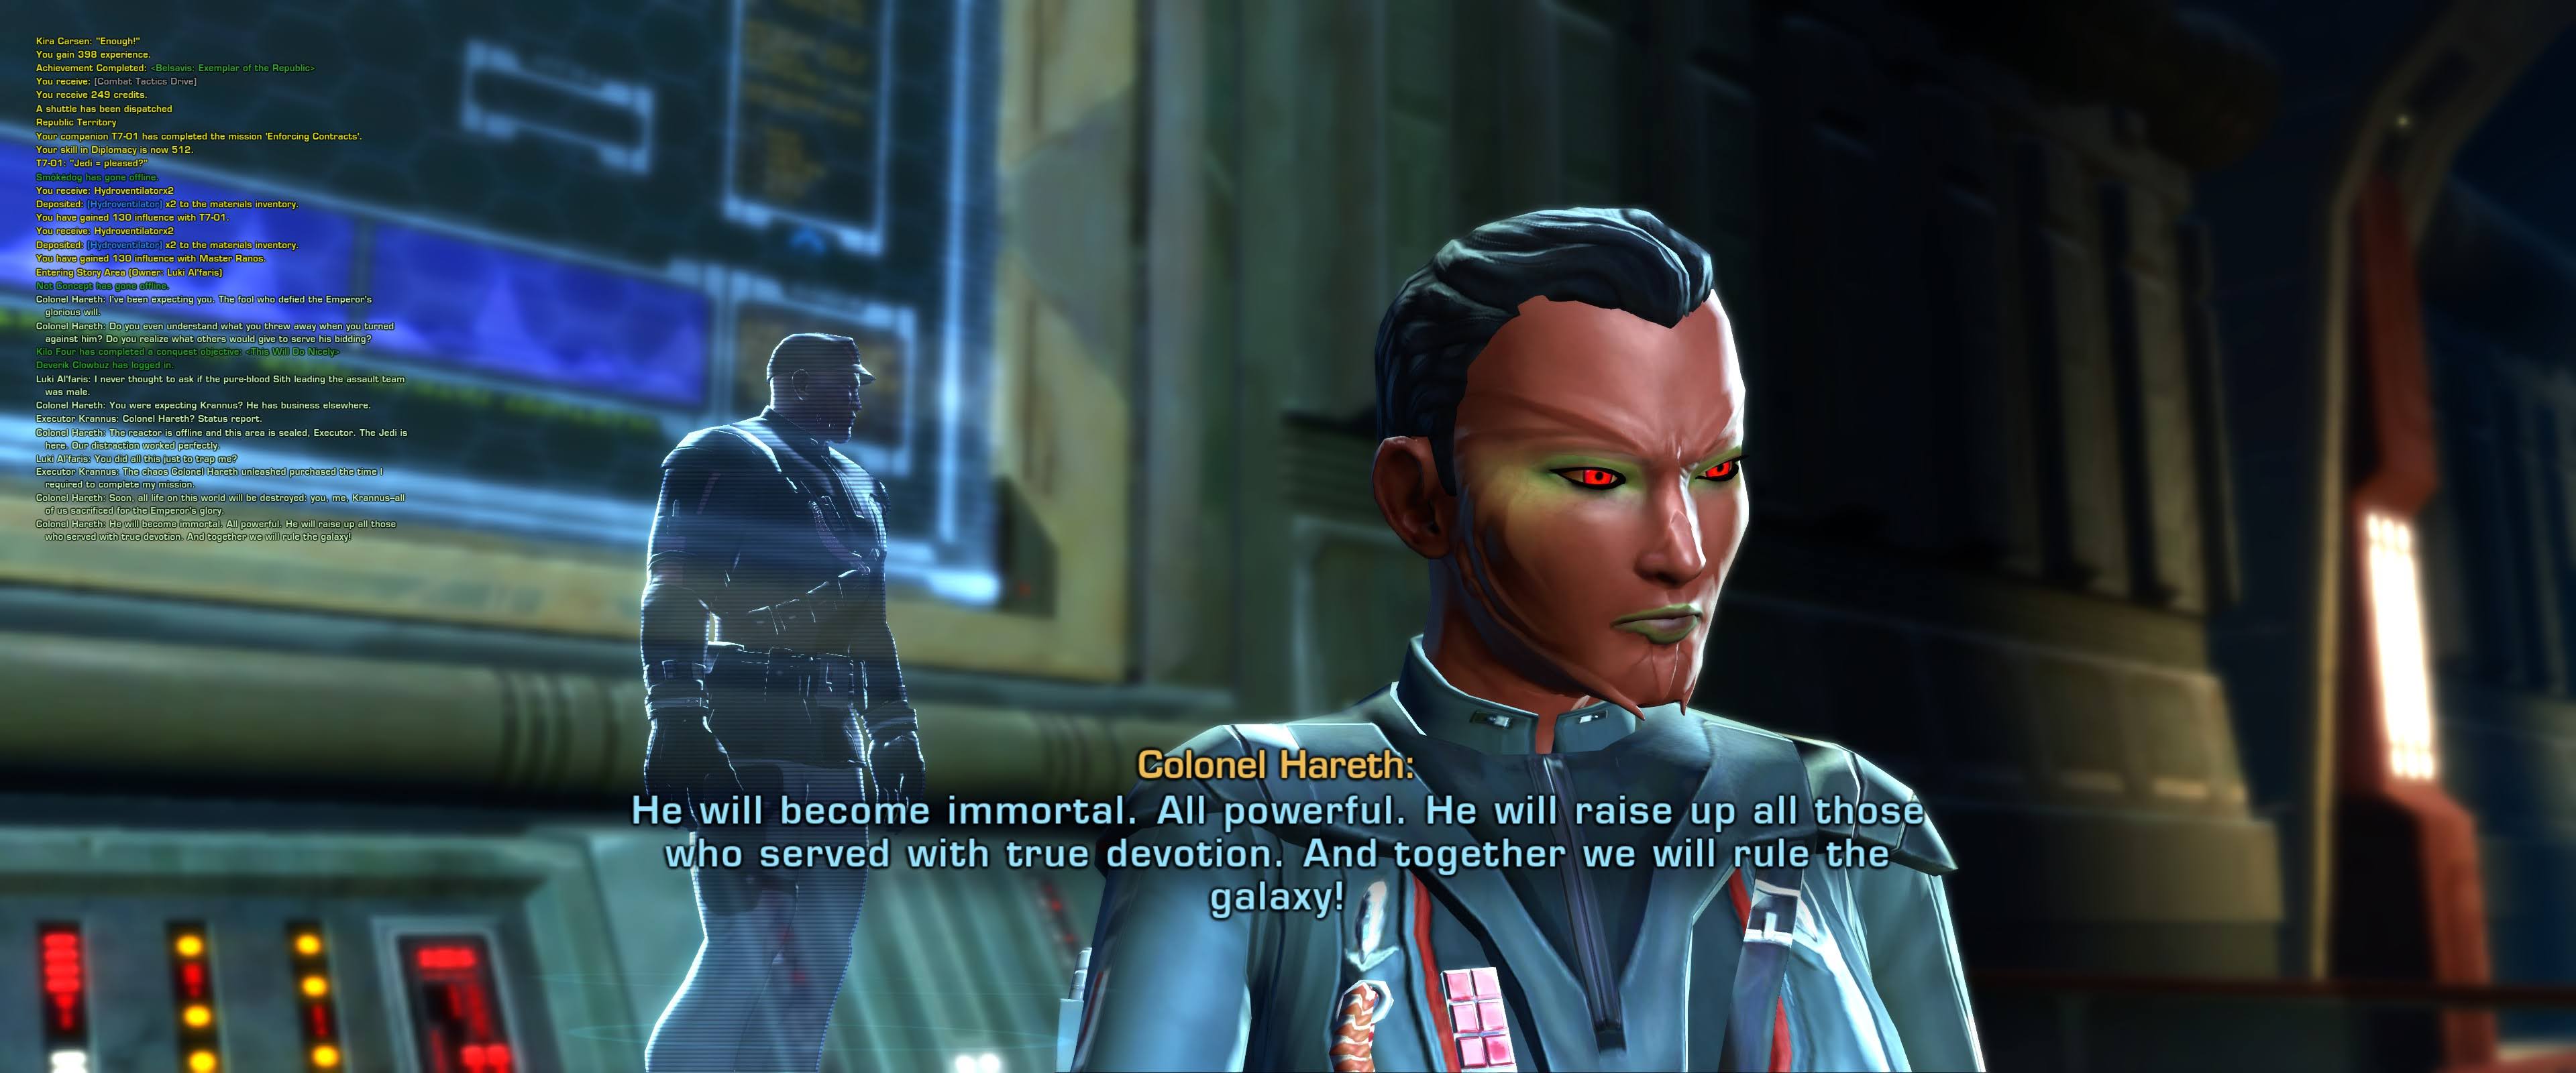 Kira Carsen: "Enough!"
You gain 398 experience.
Achievement Completed: <Belsavis: Exemplar of the Republic>
You receive: [Combat Tactics Drive]
You receive 249 credits.
A shuttle has been dispatched
Republic Territory
Your companion T7-01 has completed the mission 'Enforcing Contracts'.
Your skill in Diplomacy is now 512.
T7-01: "Jedi = pleased?"
Smókédog has gone offline.
You receive: Hydroventilatorx2
Deposited: [Hydroventilator] x2 to the materials inventory.
You have gained 130 influence with T7-01.
You receive: Hydroventilatorx2
Deposited: [Hydroventilator] x2 to the materials inventory.
You have gained 130 influence with Master Ranos.
Entering Story Area (Owner: Luki Al'faris)
Not Concept has gone offline.
Colonel Hareth: I've been expecting you. The fool who defied the Emperor's
glorious will.
Colonel Hareth: Do you even understand what you threw away when you turned
against him? Do you realize what others would give to serve his bidding?
Kilo Four has completed a conquest objective: <This Will Do Nicely>
Deverik Clowbuz has logged in.
Luki Al'faris: I never thought to ask if the pure-blood Sith leading the assault team
was male.
Colonel Hareth: You were expecting Krannus? He has business elsewhere.
Executor Krannus: Colonel Hareth? Status report.
Colonel Hareth: The reactor is offline and this area is sealed, Executor. The Jedi is
here. Our distraction worked perfectly.
Luki Al'faris: You did all this just to trap me?
Executor Krannus: The chaos Colonel Hareth unleashed purchased the time I
required to complete my mission.
Colonel Hareth: Soon, all life on this world will be destroyed: you, me, Krannus–all
of us sacrificed for the Emperor's glory.
Colonel Hareth: He will become immortal. All powerful. He will raise up all those
who served with true devotion. And together we will rule the galaxy!
Colonel Hareth:
He will become immortal. All powerful. He will raise up all those
who served with true devotion. And together we will rule the
galaxy!